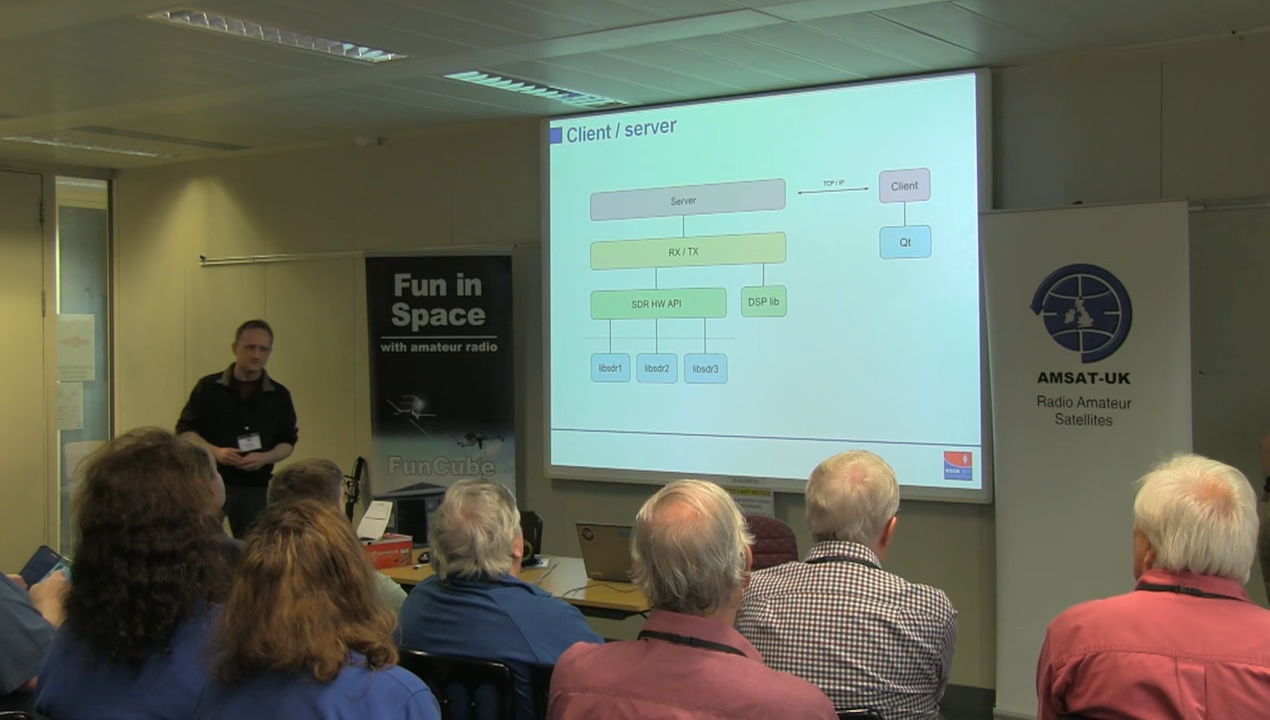 Client / server
Server
TCP / IP
Client
RX / TX
Qt
SDR HW API
DSP lib
libsdr1
libsdr2
libsdr3
Fun in
Space
with amateur radio
FunCube
AMSAT-UK
Radio Amateur
Satellites